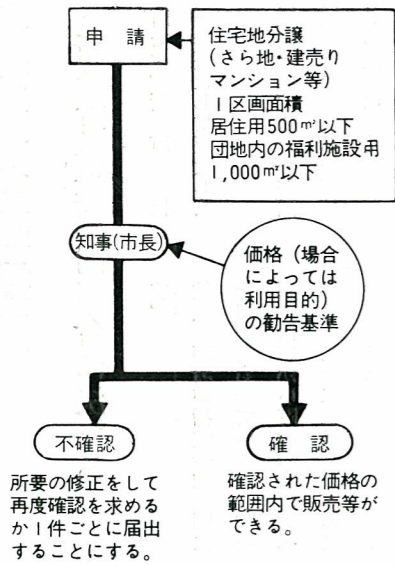 申 請
住宅地分譲
(さら地・建売り
マンション等)
1区画面積
居住用500㎡以下
団地内の福利施設用
1,000㎡以下
知事(市長)
価格(場合
によっては
利用目的)
の勧告基準
不確認
確 認
所要の修正をして
再度確認を求める
か1件ごとに届出
することにする。
確認された価格の
範囲内で販売等が
できる。